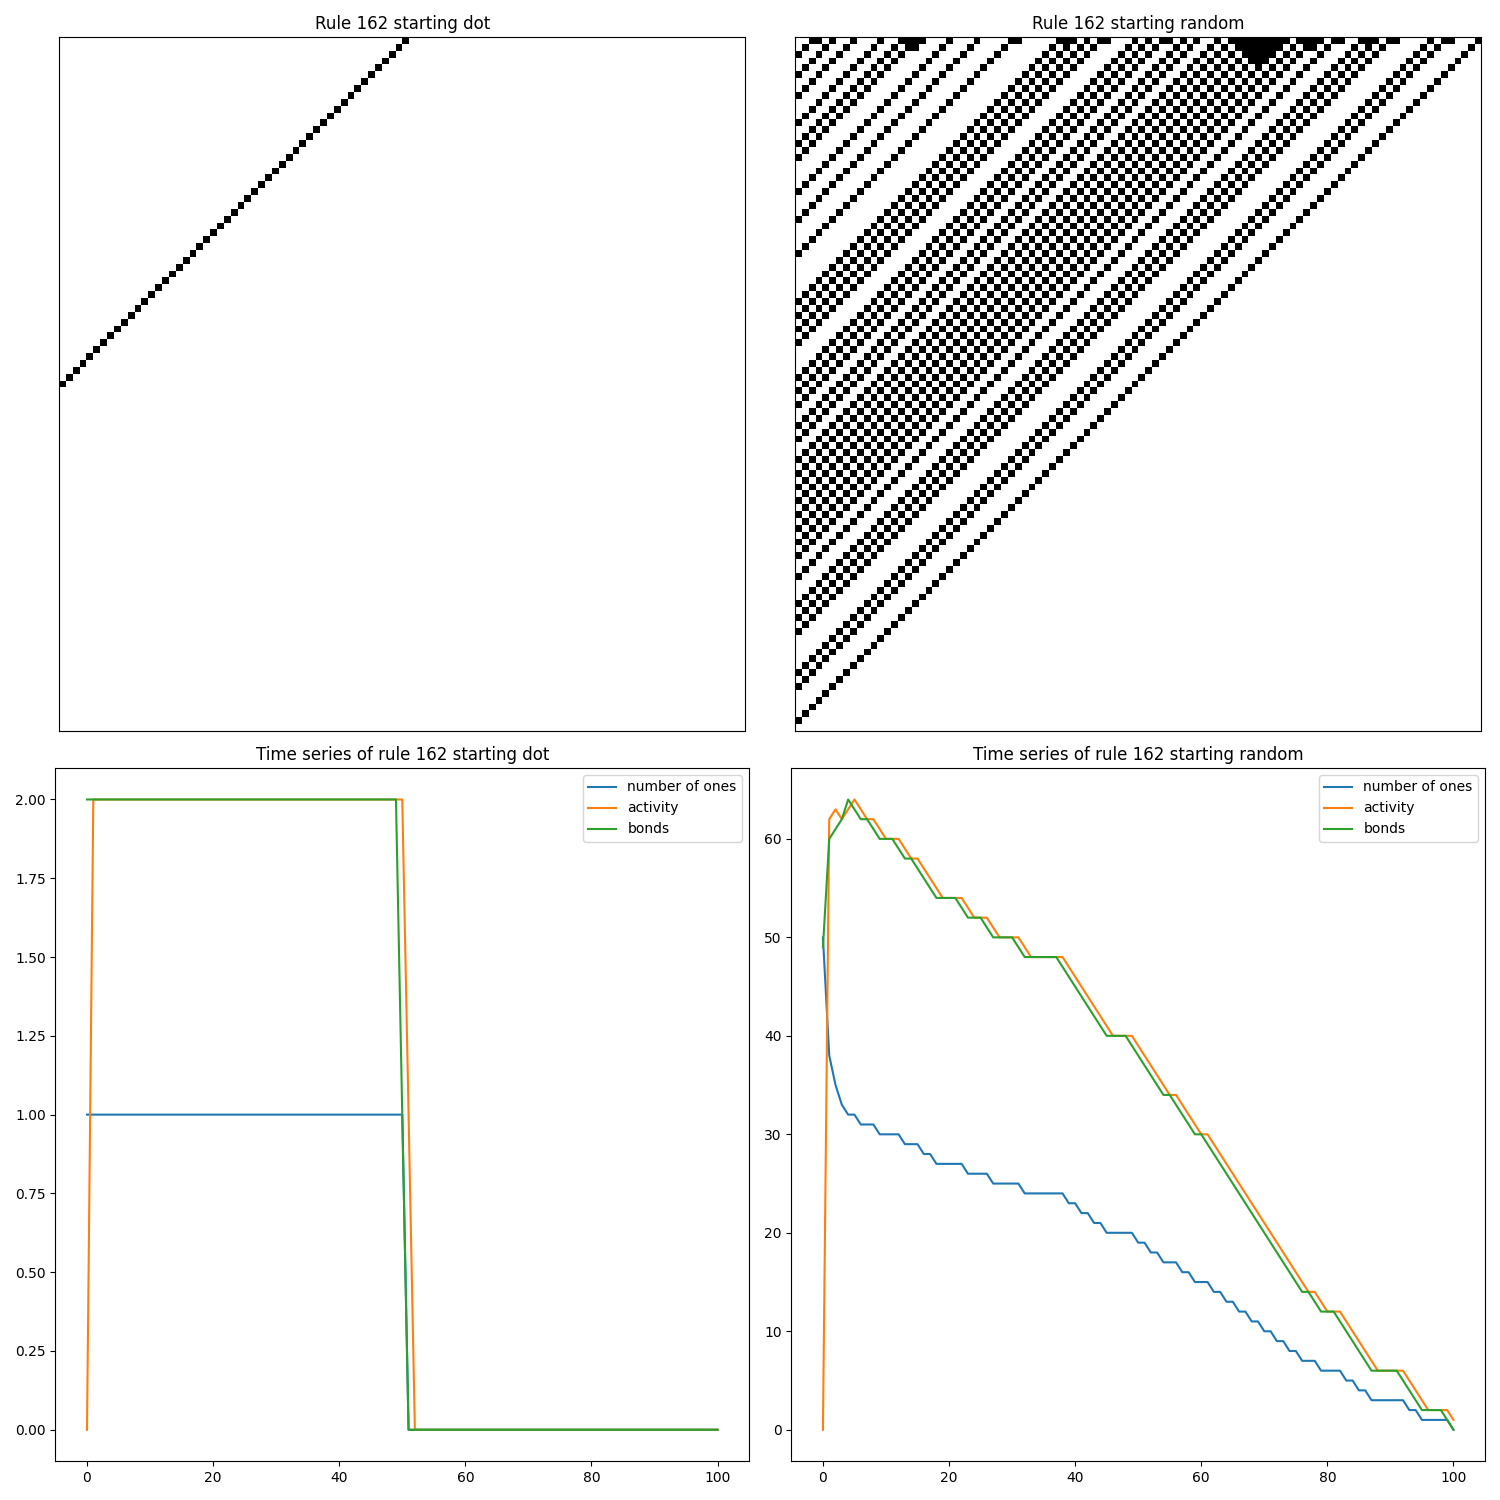 Rule 162 starting dot
Rule 162 starting random
Time series of rule 162 starting dot
number of ones
activity
bonds
2.00
1.75
1.50
1.25
1.00
0.75
0.50
0.25
0.00
0 20 40 60 80 100
Time series of rule 162 starting random
number of ones
activity
bonds
60
50
40
30
20
10
0
0 20 40 60 80 100